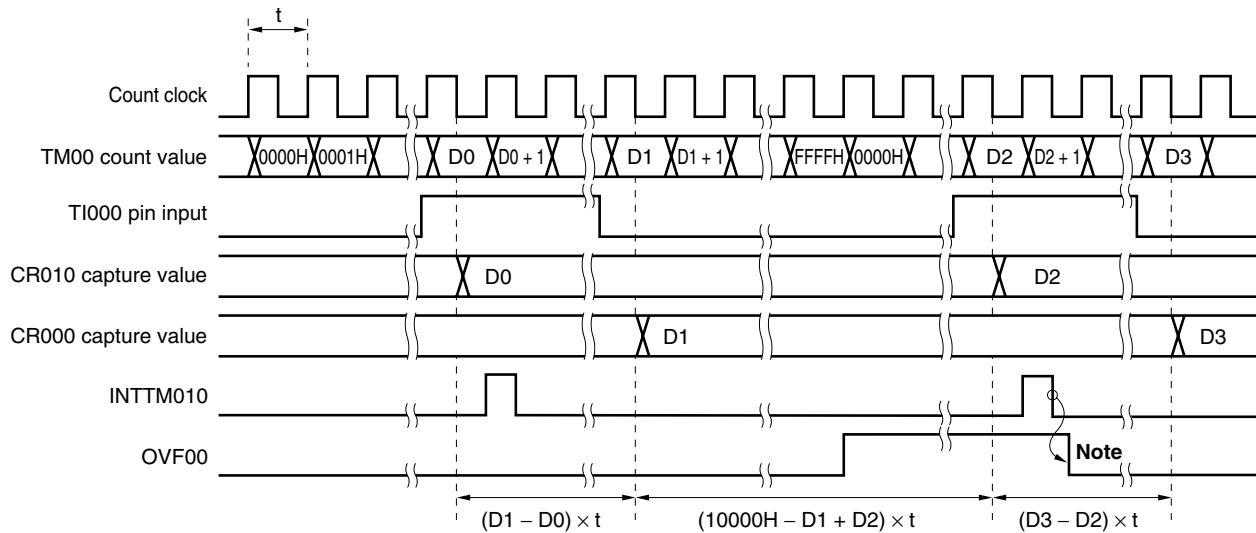 t
Count clock
TM00 count value 0000H 0001H D0 D0 + 1 D1 D1 + 1 FFFFH 0000H D2 D2 + 1 D3
TI000 pin input
CR010 capture value D0 D2
CR000 capture value D1 D3
INTTM010
OVF00 Note
(D1 − D0) × t (10000H − D1 + D2) × t (D3 − D2) × t